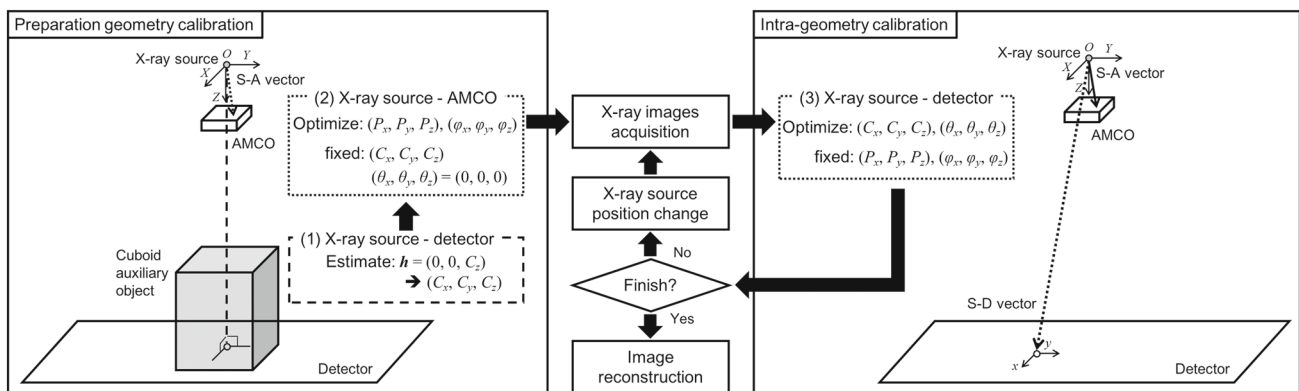 Preparation geometry calibration
X-ray source
O
Y
X
S-A vector
Z
AMCO
(2) X-ray source - AMCO
Optimize: (Px, Py, Pz), (φx, φy, φz)
fixed: (Cx, Cy, Cz)
(θx, θy, θz) = (0, 0, 0)
(1) X-ray source - detector
Estimate: h = (0, 0, Cz)
➔ (Cx, Cy, Cz)
Cuboid
auxiliary
object
Detector
X-ray images
acquisition
X-ray source
position change
No
Finish?
Yes
Image
reconstruction
Intra-geometry calibration
(3) X-ray source - detector
Optimize: (Cx, Cy, Cz), (θx, θy, θz)
fixed: (Px, Py, Pz), (φx, φy, φz)
X-ray source
O
Y
X
S-A vector
Z
AMCO
S-D vector
y
x
Detector